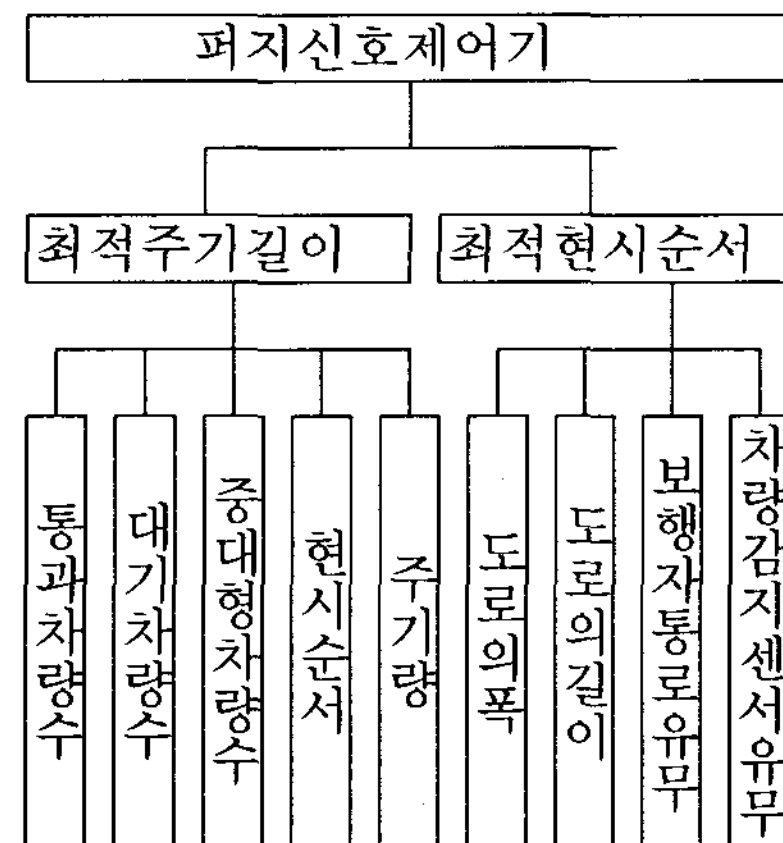 퍼지신호제어기
최적주기길이
최적현시순서
통과차량수
대기차량수
중대형차량수
현시순서
주기량
도로의폭
도로의길이
보행자통로유무
차량감지센서유무